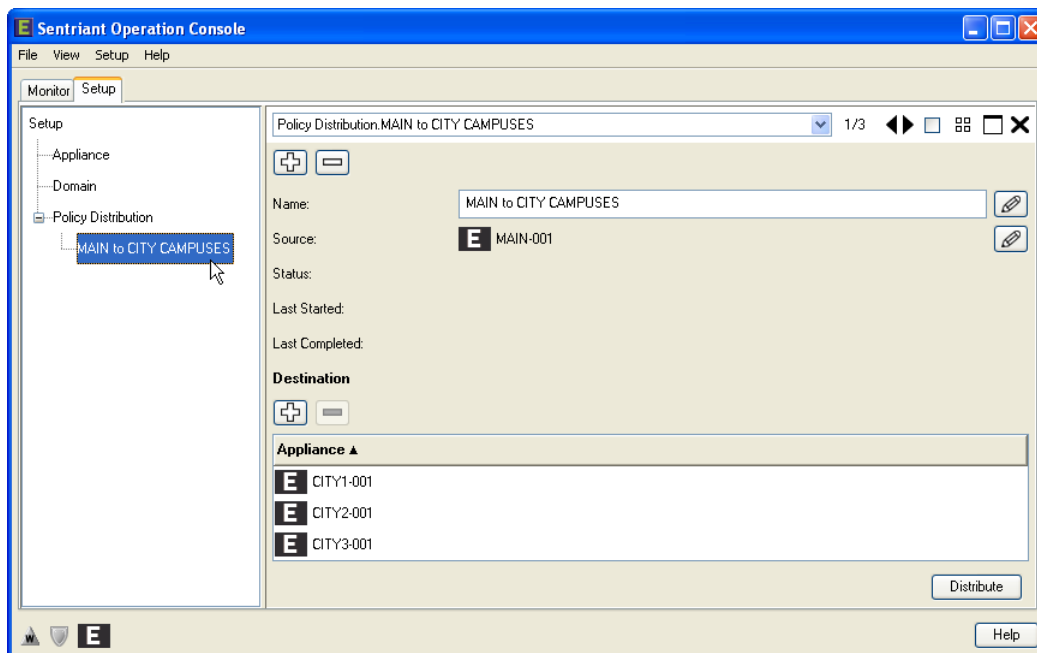 E Sentriant Operation Console
File View Setup Help
Monitor Setup
Setup
Appliance
Domain
Policy Distribution
MAIN to CITY CAMPUSES
Policy Distribution.MAIN to CITY CAMPUSES 1/3
Name: MAIN to CITY CAMPUSES
Source: E MAIN-001
Status:
Last Started:
Last Completed:
Destination
Appliance
E CITY1-001
E CITY2-001
E CITY3-001
Distribute
W E Help